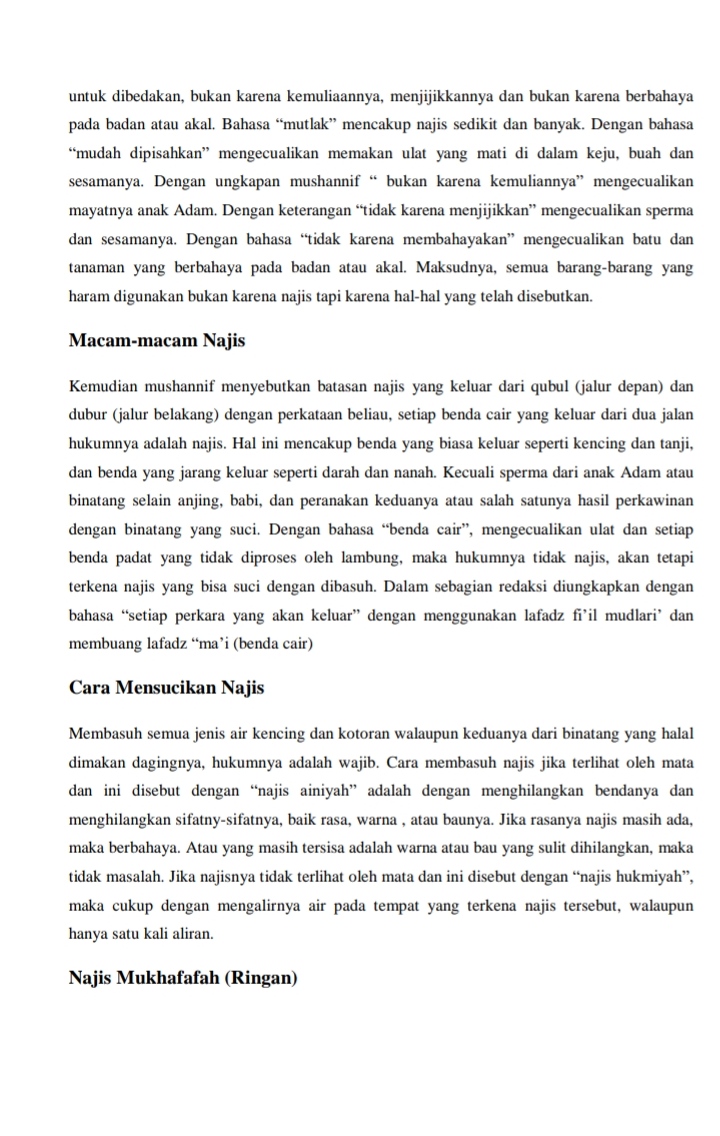 untuk dibedakan, bukan karena kemuliaannya, menjijikkannya dan bukan karena berbahaya
pada badan atau akal. Bahasa “mutlak” mencakup najis sedikit dan banyak. Dengan bahasa
“mudah dipisahkan” mengecualikan memakan ulat yang mati di dalam keju, buah dan
sesamanya. Dengan ungkapan mushannif “ bukan karena kemuliannya” mengecualikan
mayatnya anak Adam. Dengan keterangan “tidak karena menjijikkan” mengecualikan sperma
dan sesamanya. Dengan bahasa “tidak karena membahayakan” mengecualikan batu dan
tanaman yang berbahaya pada badan atau akal. Maksudnya, semua barang-barang yang
haram digunakan bukan karena najis tapi karena hal-hal yang telah disebutkan.
Macam-macam Najis
Kemudian mushannif menyebutkan batasan najis yang keluar dari qubul (jalur depan) dan
dubur (jalur belakang) dengan perkataan beliau, setiap benda cair yang keluar dari dua jalan
hukumnya adalah najis. Hal ini mencakup benda yang biasa keluar seperti kencing dan tanji,
dan benda yang jarang keluar seperti darah dan nanah. Kecuali sperma dari anak Adam atau
binatang selain anjing, babi, dan peranakan keduanya atau salah satunya hasil perkawinan
dengan binatang yang suci. Dengan bahasa “benda cair”, mengecualikan ulat dan setiap
benda padat yang tidak diproses oleh lambung, maka hukumnya tidak najis, akan tetapi
terkena najis yang bisa suci dengan dibasuh. Dalam sebagian redaksi diungkapkan dengan
bahasa “setiap perkara yang akan keluar” dengan menggunakan lafadz fi’il mudlari’ dan
membuang lafadz “ma’i (benda cair)
Cara Mensucikan Najis
Membasuh semua jenis air kencing dan kotoran walaupun keduanya dari binatang yang halal
dimakan dagingnya, hukumnya adalah wajib. Cara membasuh najis jika terlihat oleh mata
dan ini disebut dengan “najis ainiyah” adalah dengan menghilangkan bendanya dan
menghilangkan sifatny-sifatnya, baik rasa, warna , atau baunya. Jika rasanya najis masih ada,
maka berbahaya. Atau yang masih tersisa adalah warna atau bau yang sulit dihilangkan, maka
tidak masalah. Jika najisnya tidak terlihat oleh mata dan ini disebut dengan “najis hukmiyah”,
maka cukup dengan mengalirnya air pada tempat yang terkena najis tersebut, walaupun
hanya satu kali aliran.
Najis Mukhafafah (Ringan)